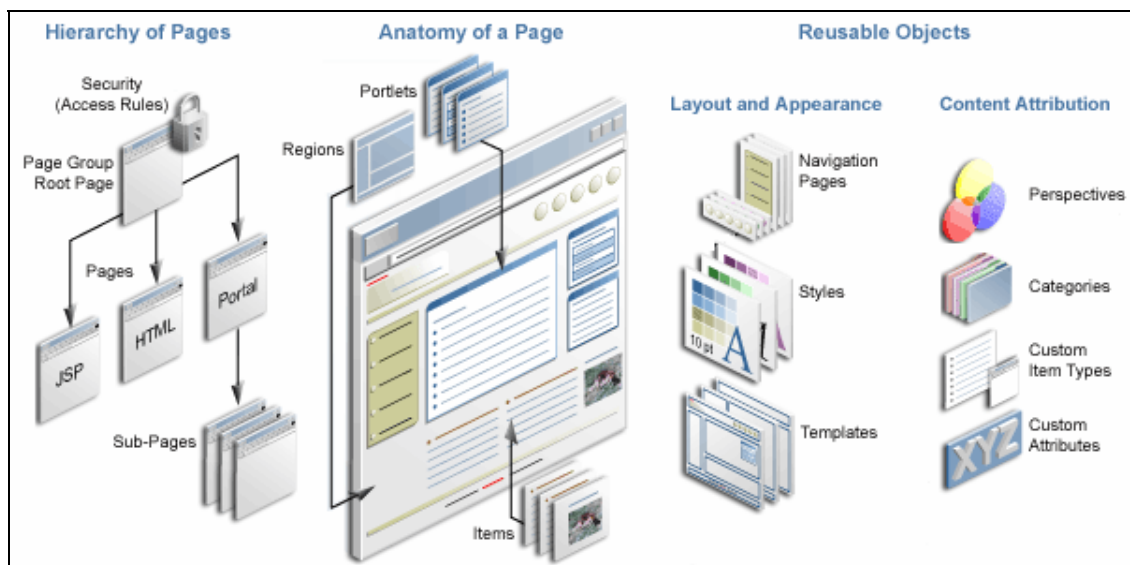 Hierarchy of Pages
Security
(Access Rules)
Page Group
Root Page
Pages
JSP
HTML
Portal
Sub-Pages
Anatomy of a Page
Portlets
Regions
Items
Reusable Objects
Layout and Appearance
Navigation
Pages
10 pt
A
Styles
Templates
Content Attribution
Perspectives
Categories
Custom
Item Types
XYZ
Custom
Attributes